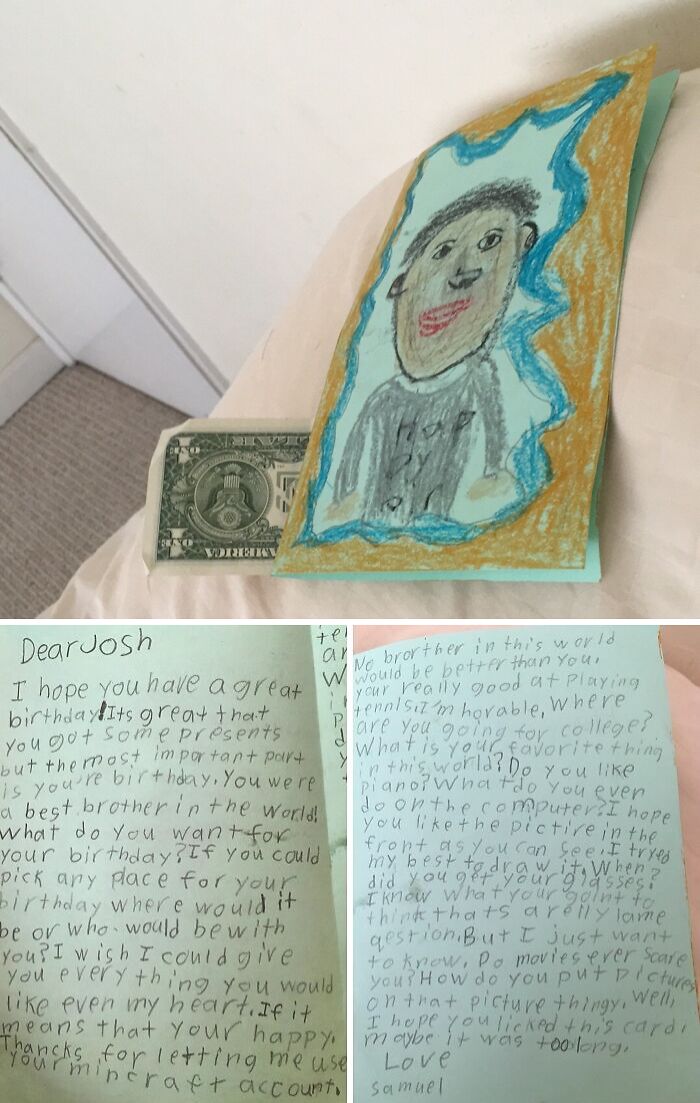 Hap
py
ONE
ONE
AMERICA
Dear Josh
I hope you have a great
birthday! Its great that
you got some presents
but the most important part
is you're birthday. You were
a best brother in the world!
what do you want for
your birthday? If you could
pick any place for your
birthday where would it
be or who would be with
you? I wish I could give
you everything you would
like even my heart. If it
means that your happy.
Thancks for letting me use
your mincraft account.
No brorther in this world
would be better than you.
your really good at playing
tennis. I'm horable. Where
are you going for college?
What is your favorite thing
in this world? Do you like
piano? What do you even
do on the computer? I hope
you like the pictire in the
front as you can see. I tryed
my best to draw it. When
did you get your glasses?
I know what your goint to
think thats a relly lame
qestion. But I just want
to know. Do movies ever scare
you? How do you put pictures
on that picture thingy. Well,
I hope you licked this card.
maybe it was too long.
Love
Samuel